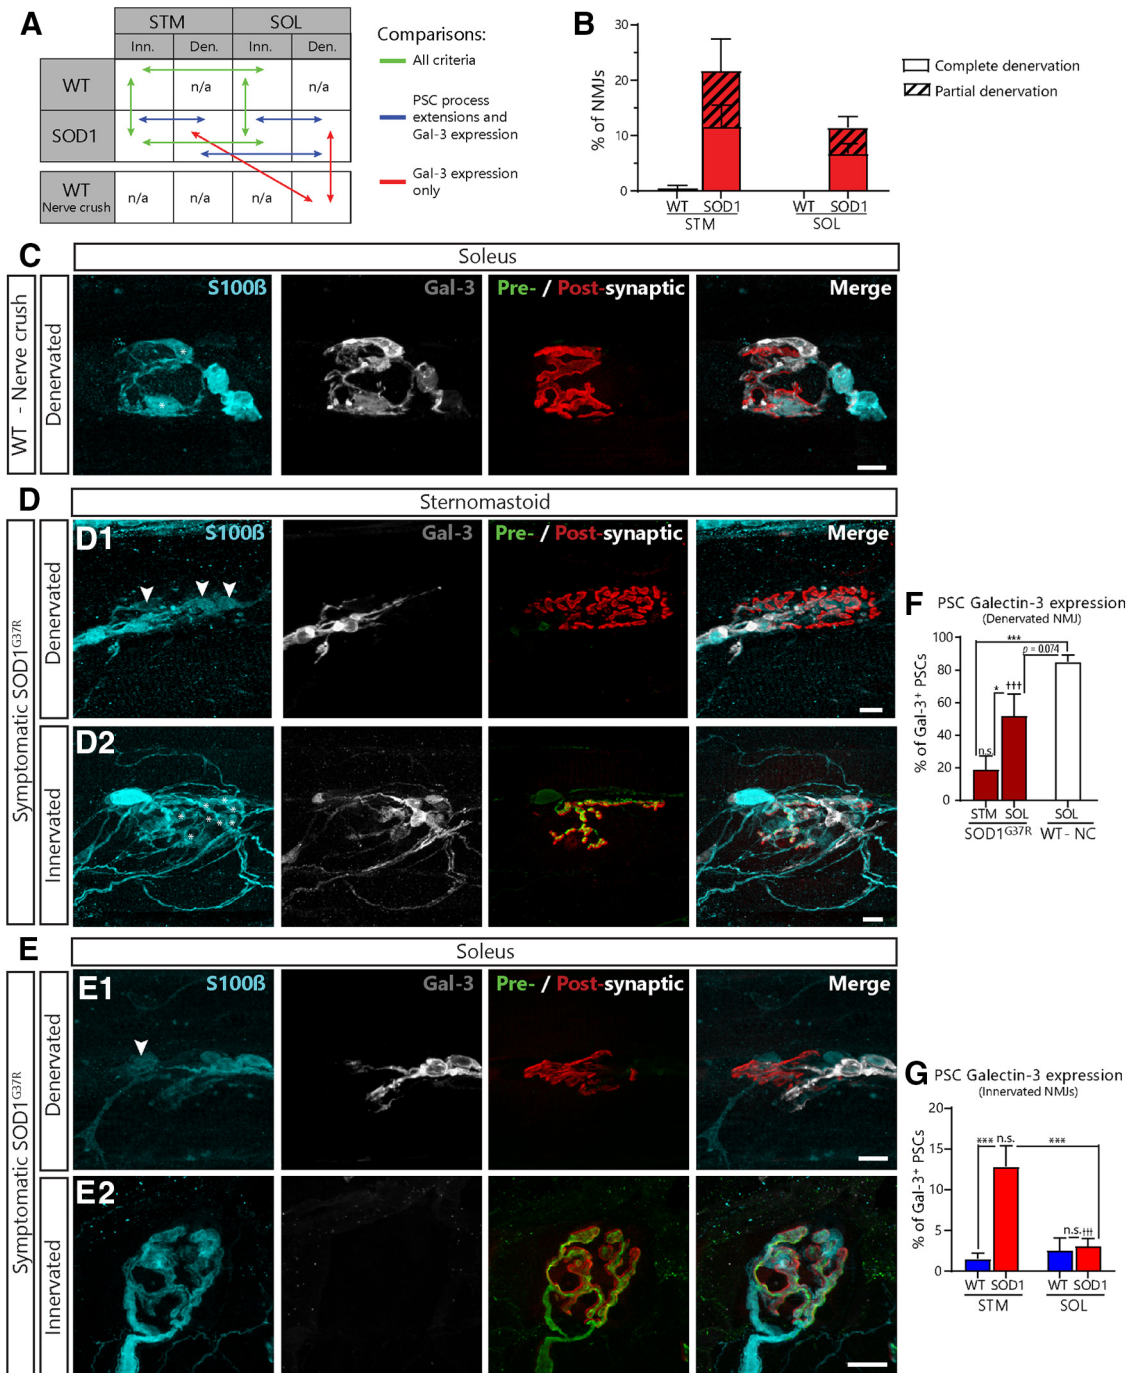 A
STM
SOL
Inn.
Den.
Inn.
Den.
WT
n/a
n/a
SOD1
WT
Nerve crush
n/a
n/a
n/a
Comparisons:
All criteria
PSC process
extensions and
Gal-3 expression
Gal-3 expression
only
B
% of NMJs
30
20
10
0
WT
SOD1
WT
SOD1
STM
SOL
Complete denervation
Partial denervation
C
Soleus
WT - Nerve crush
Denervated
S100ß
Gal-3
Pre- / Post-synaptic
Merge
* *
D
Sternomastoid
Symptomatic SOD1G37R
Denervated
D1
S100ß
Gal-3
Pre- / Post-synaptic
Merge
Innervated
D2
* * * * * * * * *
E
Soleus
Symptomatic SOD1G37R
Denervated
E1
S100ß
Gal-3
Pre- / Post-synaptic
Merge
Innervated
E2
F
PSC Galectin-3 expression
(Denervated NMJ)
% of Gal-3+ PSCs
100
80
60
40
20
0
***
p = 0.074
*
†††
n.s.
STM
SOL
SOL
SOD1G37R
WT- NC
G
PSC Galectin-3 expression
(Innervated NMJs)
% of Gal-3+ PSCs
20
15
10
5
0
***
n.s.
***
n.s.
†††
WT
SOD1
WT
SOD1
STM
SOL